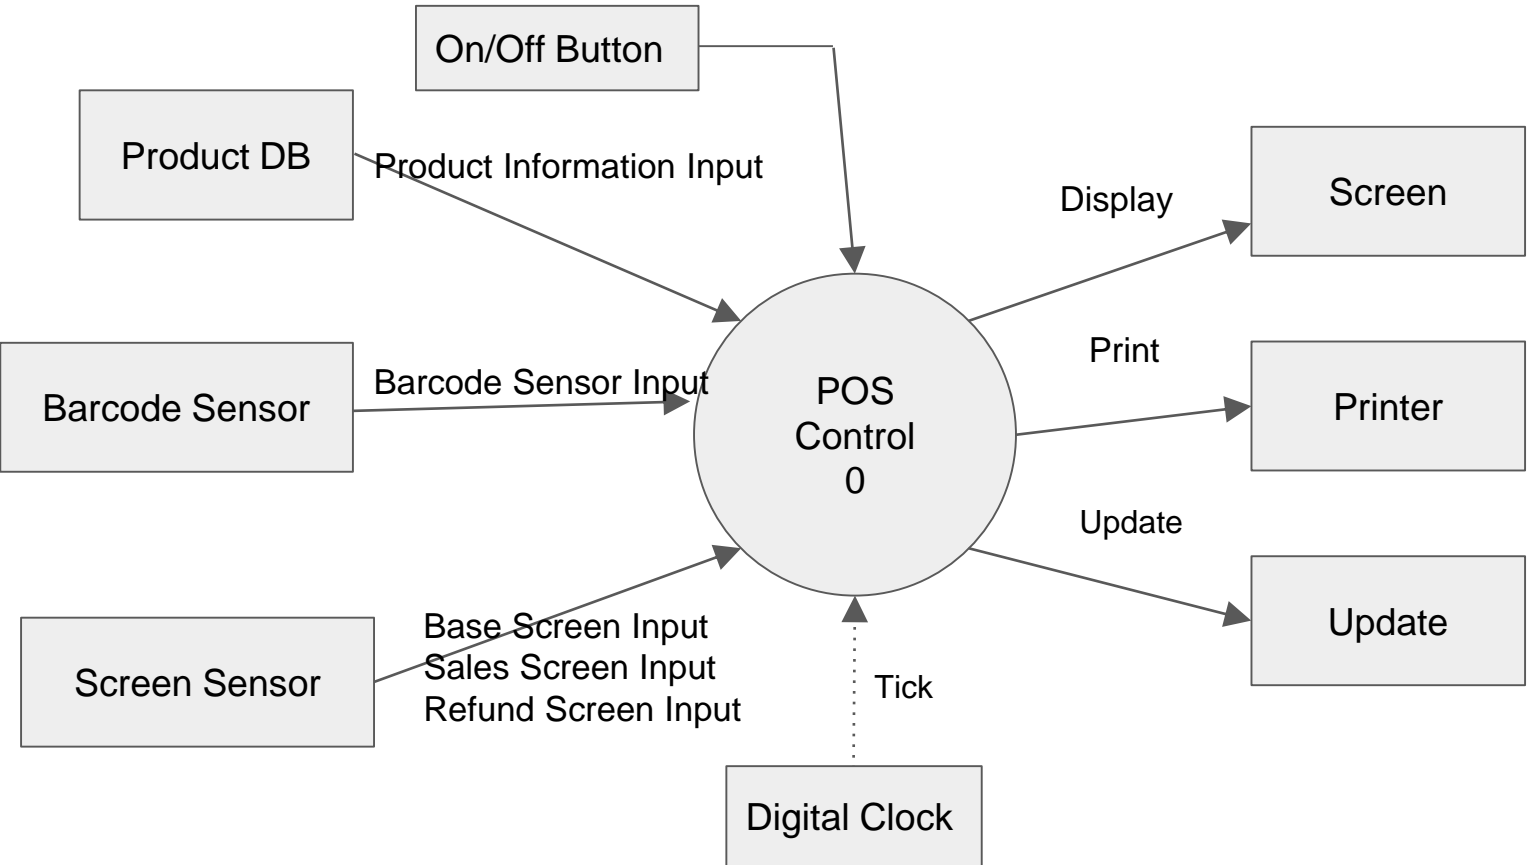 On/Off Button
Product DB
Product Information Input
Display
Screen
Print
Barcode Sensor Input
Barcode Sensor
POS
Control
0
Printer
Update
Update
Base Screen Input
Sales Screen Input
Refund Screen Input
Screen Sensor
Tick
Digital Clock